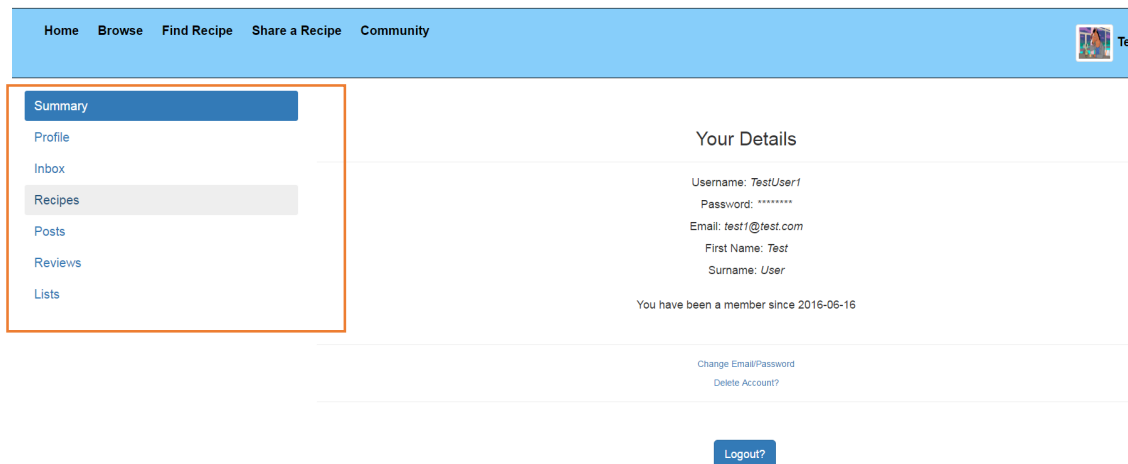 Home Browse Find Recipe Share a Recipe Community
Te
Summary
Profile
Inbox
Recipes
Posts
Reviews
Lists
Your Details
Username: TestUser1
Password: ********
Email: test1@test.com
First Name: Test
Surname: User
You have been a member since 2016-06-16
Change Email/Password
Delete Account?
Logout?